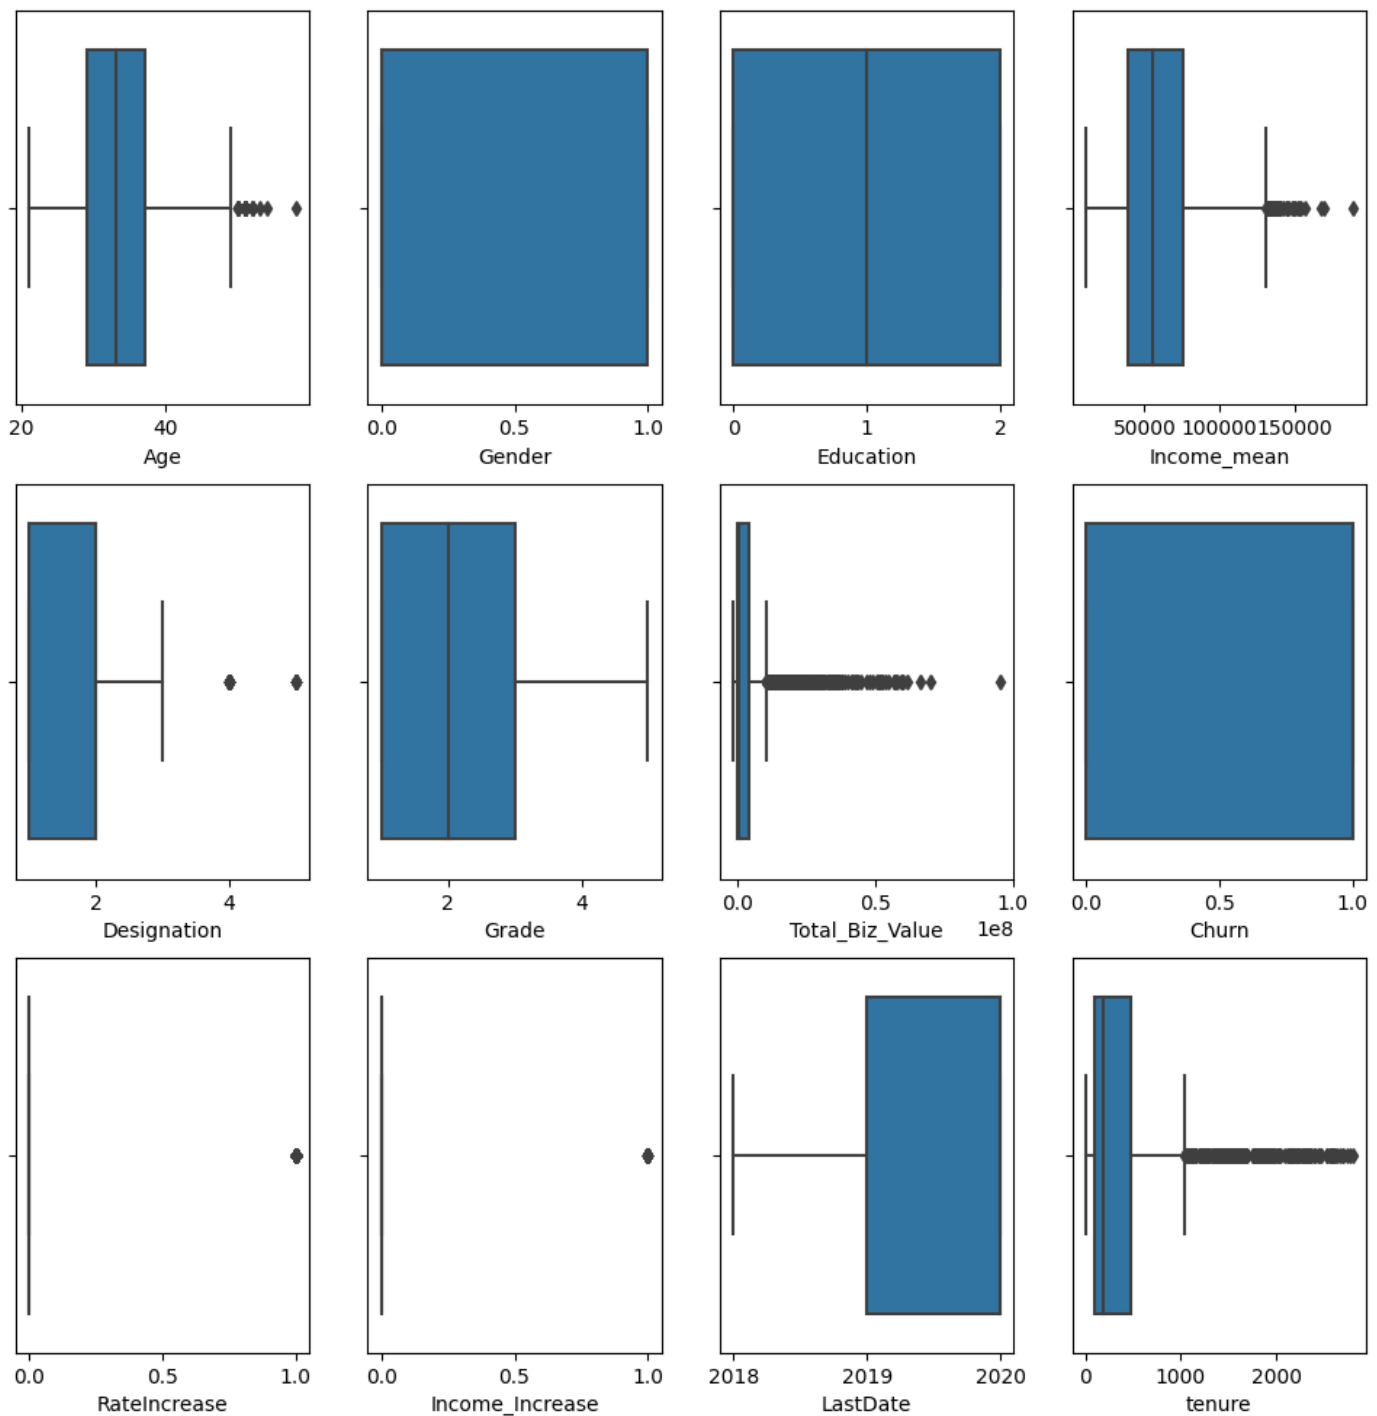 20 40
Age
0.0 0.5 1.0
Gender
0 1 2
Education
50000 100000 150000
Income_mean
2 4
Designation
2 4
Grade
0.0 0.5 1.0
Total_Biz_Value 1e8
0.0 0.5 1.0
Churn
0.0 0.5 1.0
RateIncrease
0.0 0.5 1.0
Income_Increase
2018 2019 2020
LastDate
0 1000 2000
tenure